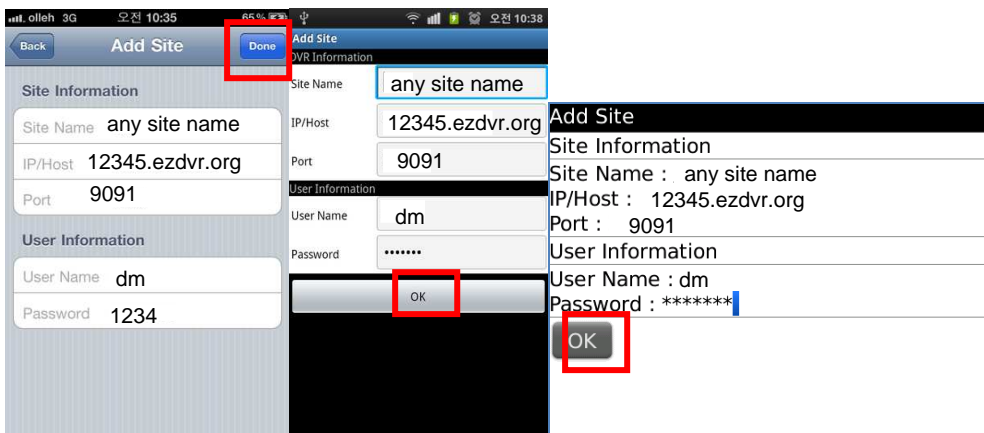 olleh 3G 오전 10:35 65%
Back Add Site Done
Site Information
Site Name any site name
IP/Host 12345.ezdvr.org
Port 9091
User Information
User Name dm
Password 1234
오전 10:38
Add Site
DVR Information
Site Name any site name
IP/Host 12345.ezdvr.org
Port 9091
User Information
User Name dm
Password •••••••
OK
Add Site
Site Information
Site Name : any site name
IP/Host : 12345.ezdvr.org
Port : 9091
User Information
User Name : dm
Password : *******
OK